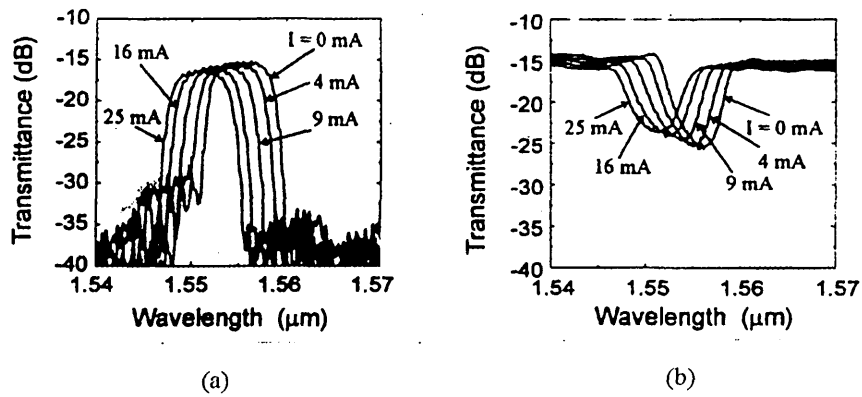 -10
-15
-20
-25
-30
-35
-40
Transmittance (dB)
I = 0 mA
16 mA
4 mA
25 mA
9 mA
1.54
1.55
1.56
1.57
Wavelength (μm)
(a)
-10
-15
-20
-25
-30
-35
-40
Transmittance (dB)
25 mA
I = 0 mA
16 mA
4 mA
9 mA
1.54
1.55
1.56
1.57
Wavelength (μm)
(b)